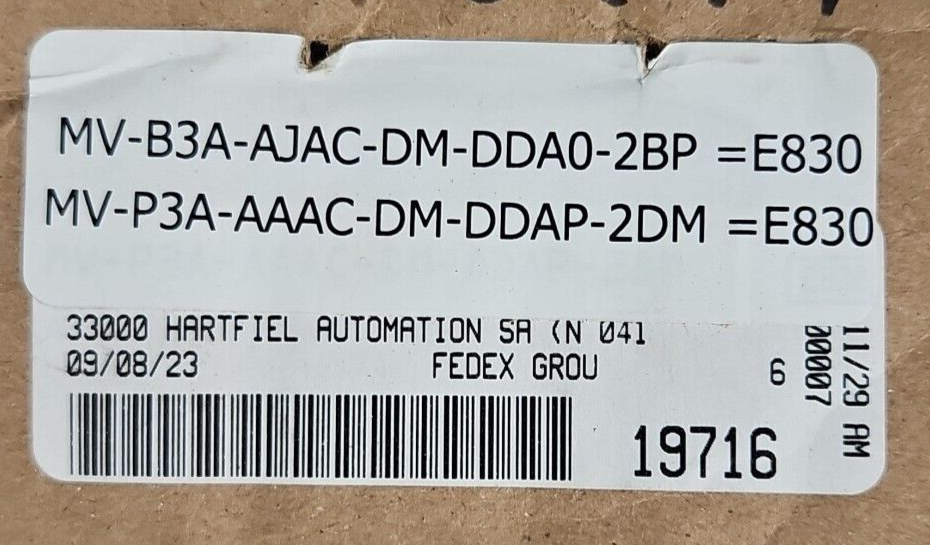 MV-B3A-AJAC-DM-DDA0-2BP =E830
MV-P3A-AAAC-DM-DDAP-2DM =E830
33000 HARTFIEL AUTOMATION SA (N 041
09/08/23 FEDEX GROU 6
19716
11/29 AM
00007